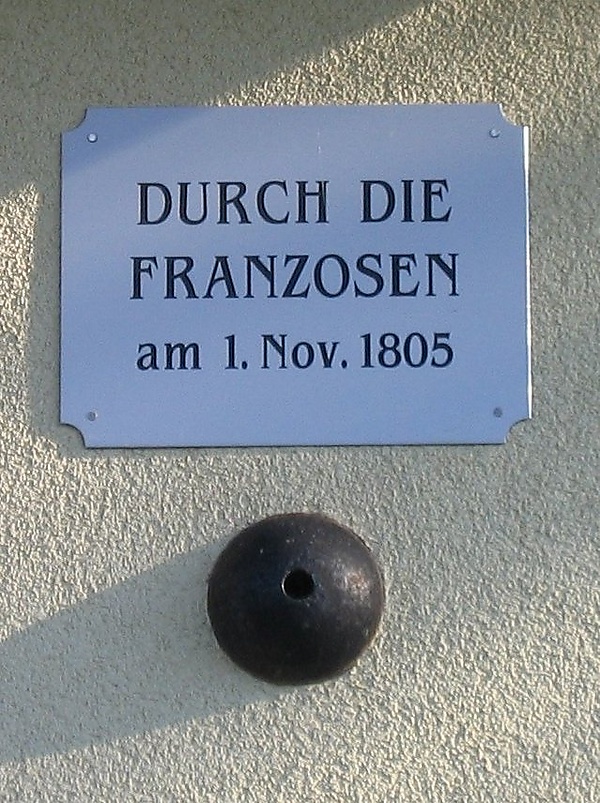 DURCH DIE
FRANZOSEN
am 1. Nov. 1805